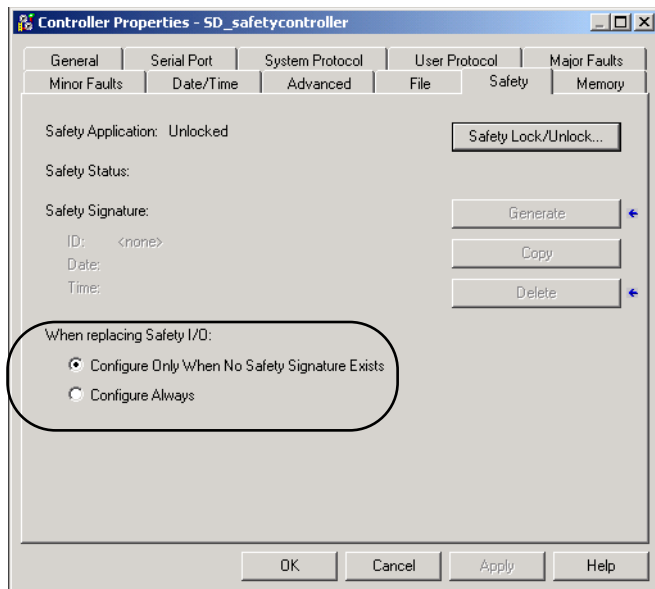 Controller Properties - SD_safetycontroller
General Serial Port System Protocol User Protocol Major Faults
Minor Faults Date/Time Advanced File Safety Memory
Safety Application: Unlocked
Safety Lock/Unlock...
Safety Status:
Safety Signature:
Generate
ID: <none>
Copy
Date:
Time:
Delete
When replacing Safety I/O:
Configure Only When No Safety Signature Exists
Configure Always
OK Cancel Apply Help